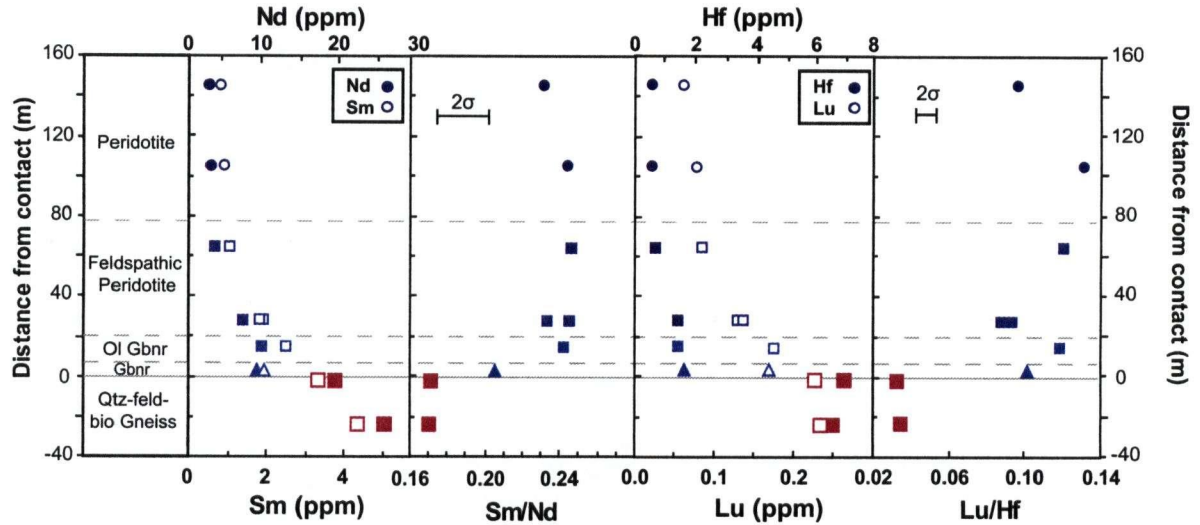 Nd (ppm)
Hf (ppm)
0 10 20 30
0 2 4 6 8
160
120
80
40
0
-40
Distance from contact (m)
Peridotite
Feldspathic
Peridotite
Ol Gbnr
Gbnr
Qtz-feld-
bio Gneiss
Nd
Sm
2σ
Hf
Lu
2σ
160
120
80
40
0
-40
Distance from contact (m)
0 2 4 0.16 0.20 0.24 0.0 0.1 0.2 0.02 0.06 0.10 0.14
Sm (ppm)
Sm/Nd
Lu (ppm)
Lu/Hf